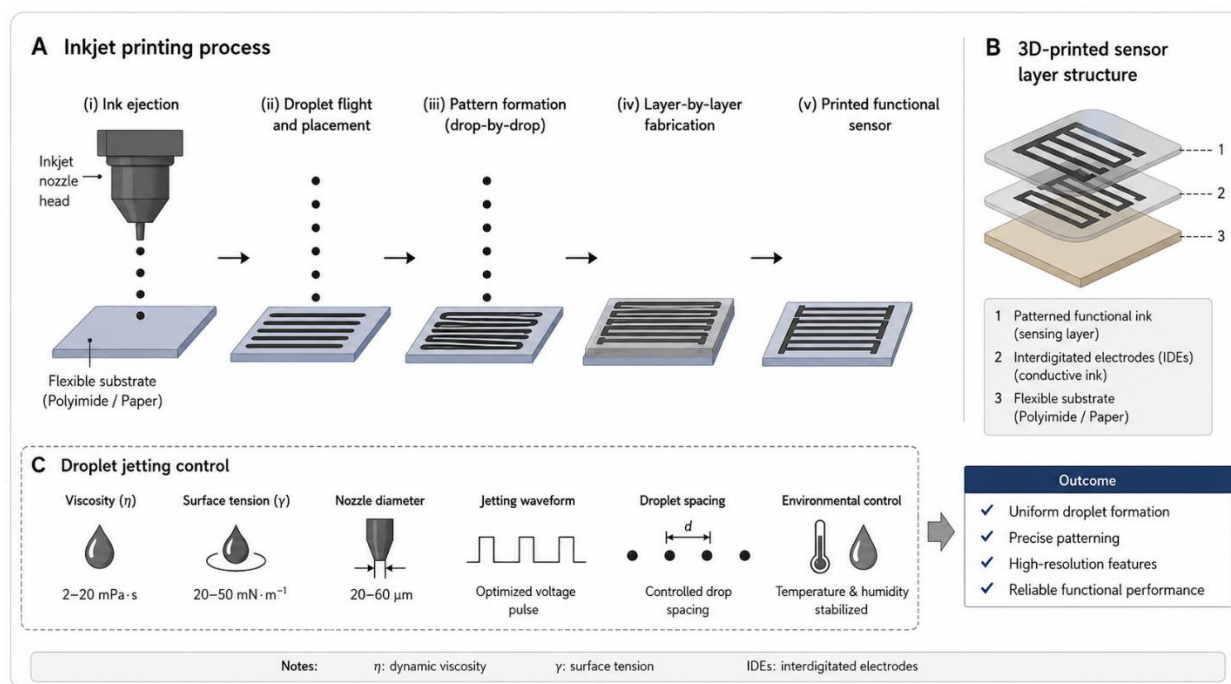 A Inkjet printing process
(i) Ink ejection
Inkjet
nozzle
head
Flexible substrate
(Polyimide / Paper)
(ii) Droplet flight
and placement
(iii) Pattern formation
(drop-by-drop)
(iv) Layer-by-layer
fabrication
(v) Printed functional
sensor
B 3D-printed sensor
layer structure
1
2
3
1 Patterned functional ink
(sensing layer)
2 Interdigitated electrodes (IDEs)
(conductive ink)
3 Flexible substrate
(Polyimide / Paper)
C Droplet jetting control
Viscosity (η)
2–20 mPa·s
Surface tension (γ)
20–50 mN·m⁻¹
Nozzle diameter
20–60 μm
Jetting waveform
Optimized voltage
pulse
Droplet spacing
d
Controlled drop
spacing
Environmental control
Temperature & humidity
stabilized
Outcome
✓ Uniform droplet formation
✓ Precise patterning
✓ High-resolution features
✓ Reliable functional performance
Notes: η: dynamic viscosity γ: surface tension IDEs: interdigitated electrodes